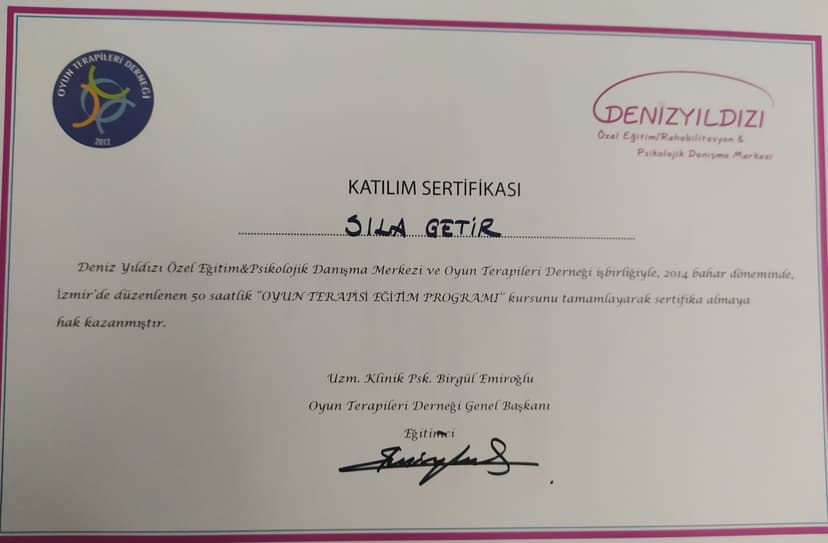 OYUN TERAPİLERİ DERNEĞİ
2013
DENİZYILDIZI
Özel Eğitim/Rehabilitasyon &
Psikolojik Danışma Merkezi
KATILIM SERTİFİKASI
SILA GETİR
Deniz Yıldızı Özel Eğitim&Psikolojik Danışma Merkezi ve Oyun Terapileri Derneği işbirliğiyle, 2014 bahar döneminde,
İzmir'de düzenlenen 50 saatlik "OYUN TERAPİSİ EĞİTİM PROGRAMI" kursunu tamamlayarak sertifika almaya
hak kazanmıştır.
Uzm. Klinik Psk. Birgül Emiroğlu
Oyun Terapileri Derneği Genel Başkanı
Eğitimci